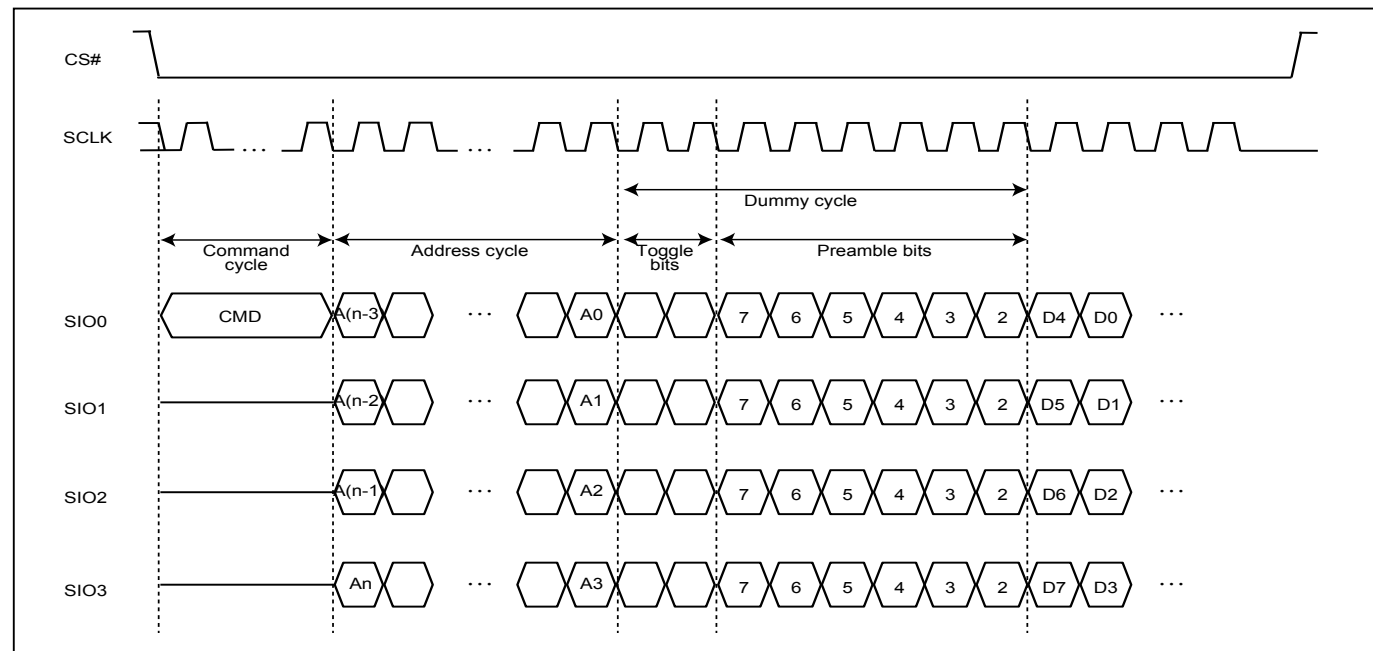 CS#
SCLK
... ...
Dummy cycle
Command cycle
Address cycle
Toggle bits
Preamble bits
SIO0 CMD A(n-3 ... A0 7 6 5 4 3 2 D4 D0 ...
SIO1 A(n-2 ... A1 7 6 5 4 3 2 D5 D1 ...
SIO2 A(n-1 ... A2 7 6 5 4 3 2 D6 D2 ...
SIO3 An ... A3 7 6 5 4 3 2 D7 D3 ...